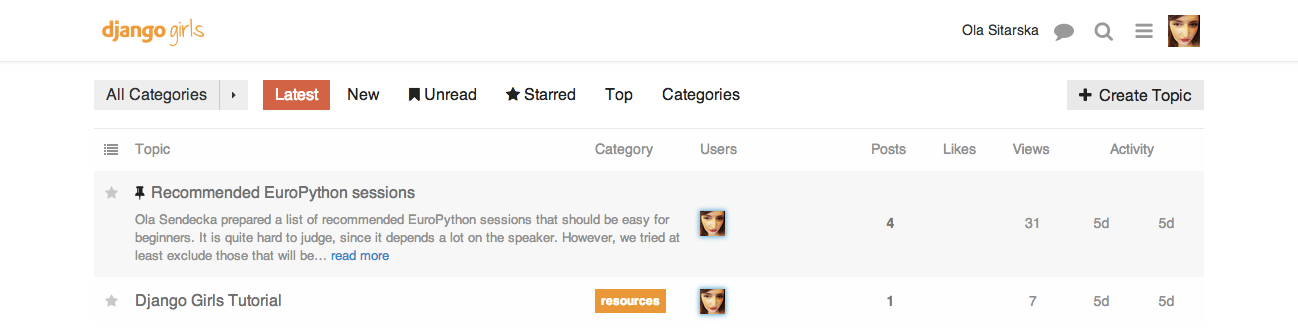 django girls
Ola Sitarska
All Categories Latest New Unread Starred Top Categories Create Topic
Topic Category Users Posts Likes Views Activity
Recommended EuroPython sessions
Ola Sendecka prepared a list of recommended EuroPython sessions that should be easy for
beginners. It is quite hard to judge, since it depends a lot on the speaker. However, we tried at
least exclude those that will be… read more
4 31 5d 5d
Django Girls Tutorial resources 1 7 5d 5d